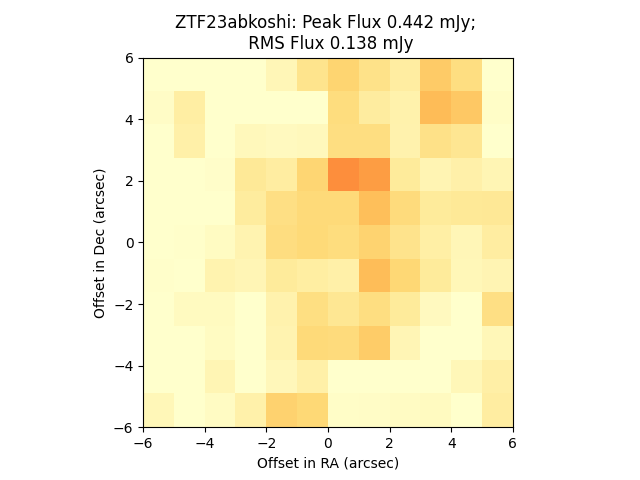 ZTF23abkoshi: Peak Flux 0.442 mJy;
RMS Flux 0.138 mJy
6
4
2
0
−2
−4
−6
Offset in Dec (arcsec)
−6 −4 −2 0 2 4 6
Offset in RA (arcsec)